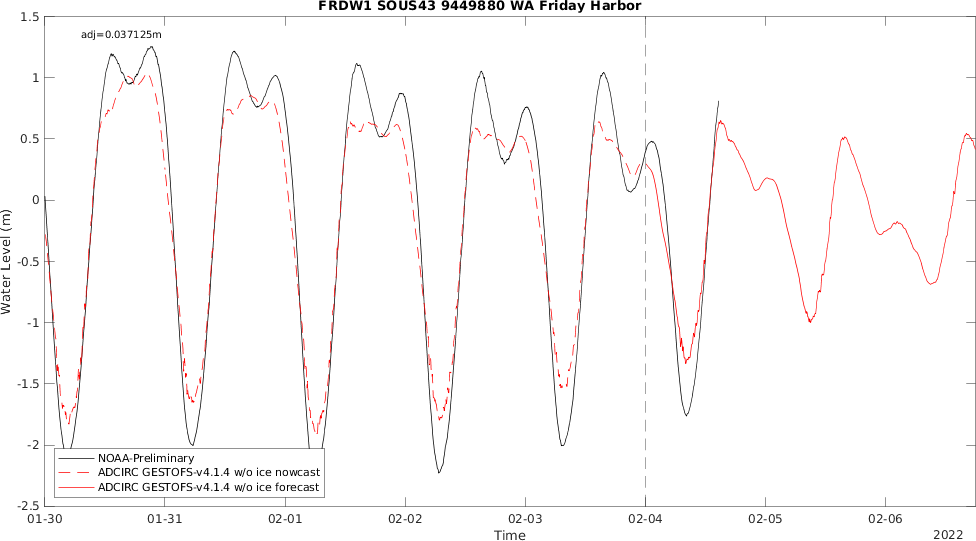 FRDW1 SOUS43 9449880 WA Friday Harbor
adj=0.037125m
1.5
1
0.5
0
-0.5
-1
-1.5
-2
-2.5
Water Level (m)
NOAA-Preliminary
ADCIRC GESTOFS-v4.1.4 w/o ice nowcast
ADCIRC GESTOFS-v4.1.4 w/o ice forecast
01-30 01-31 02-01 02-02 02-03 02-04 02-05 02-06
Time
2022